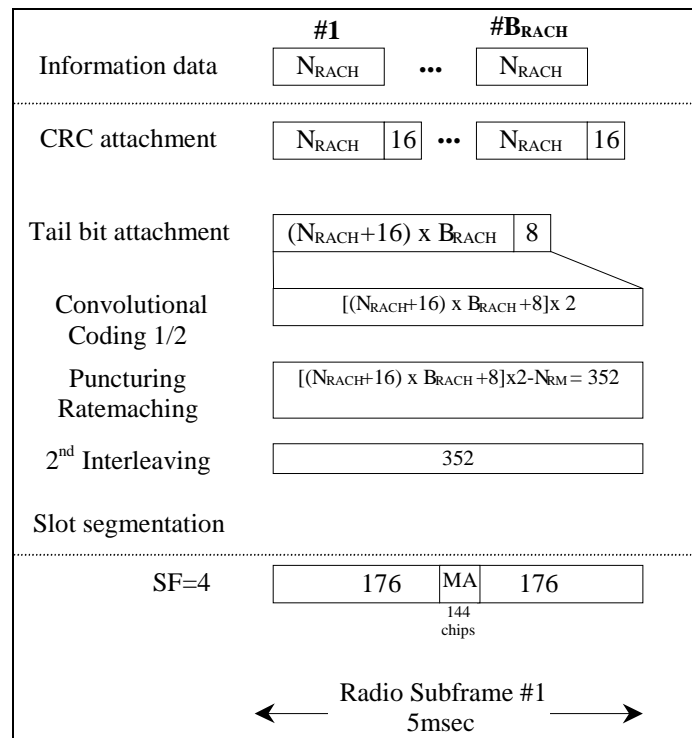 #1 #BRACH
Information data NRACH ... NRACH
CRC attachment NRACH 16 ... NRACH 16
Tail bit attachment (NRACH+16) x BRACH 8
Convolutional
Coding 1/2
[(NRACH+16) x BRACH +8]x 2
Puncturing
Ratemaching
[(NRACH+16) x BRACH +8]x2-NRM = 352
2nd Interleaving 352
Slot segmentation
SF=4 176 MA 176
144
chips
Radio Subframe #1
5msec